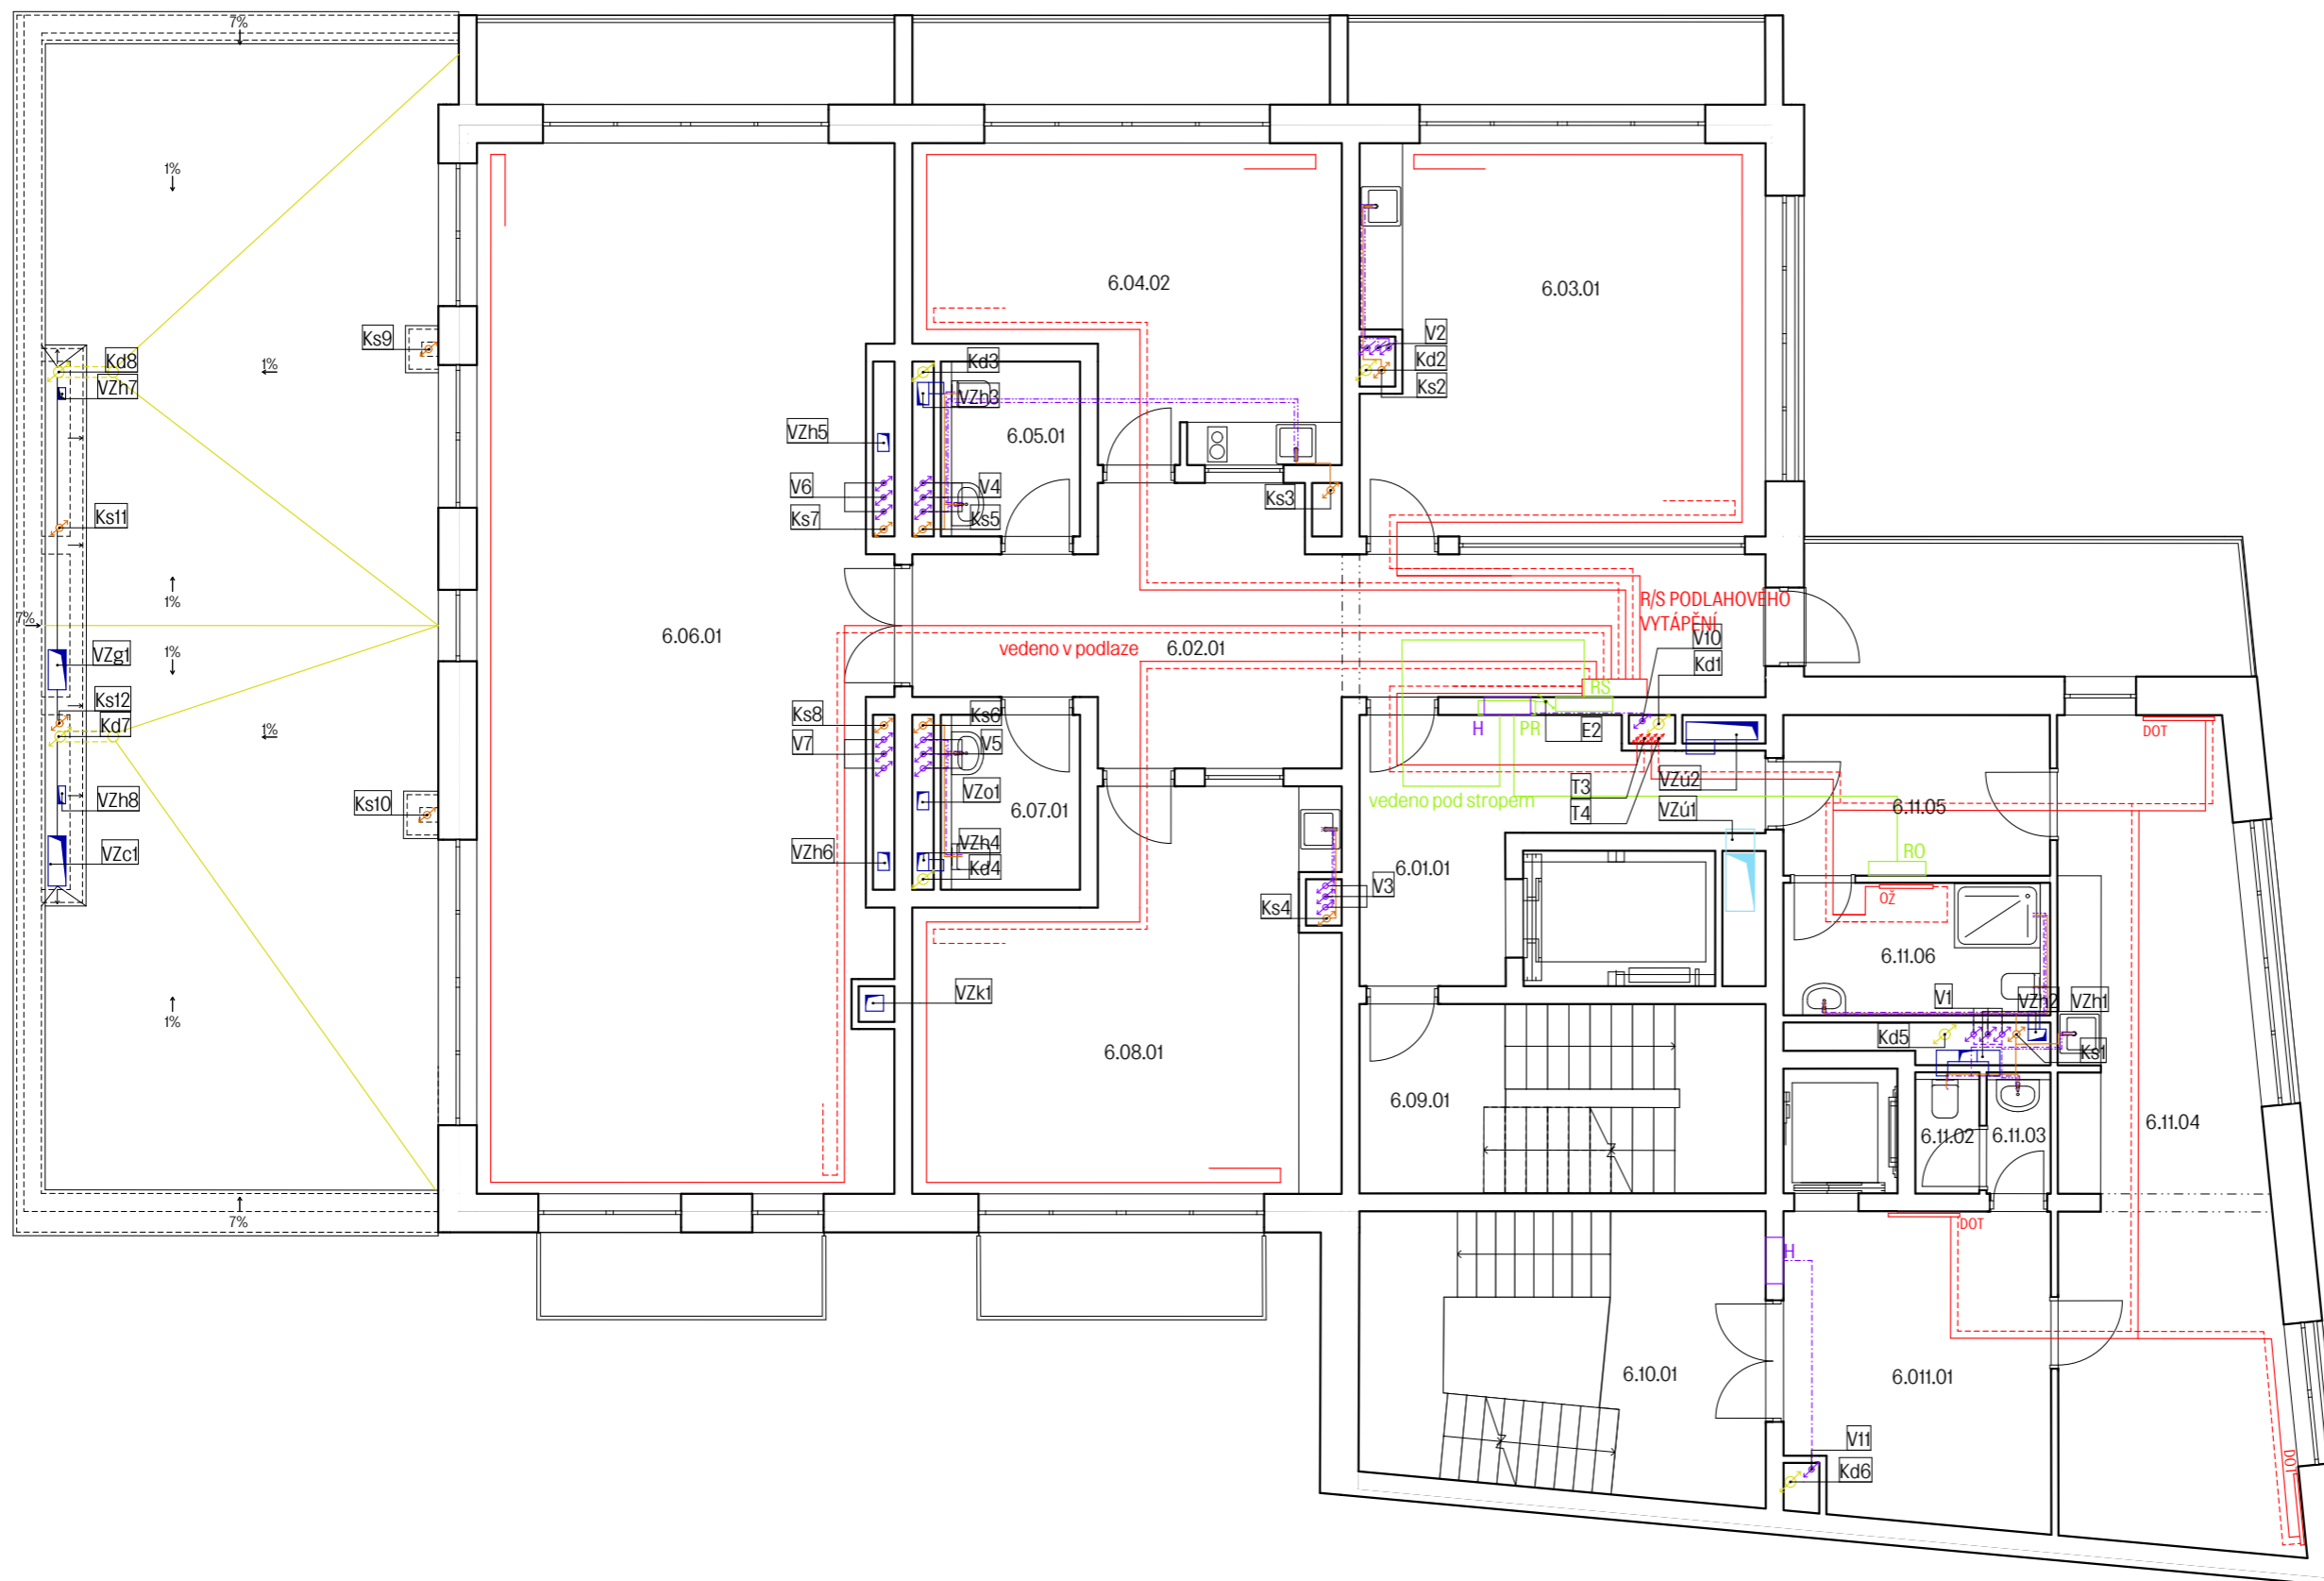 7%
1%
1%
1%
1%
1%
1%
1%
7%
7%
Ks9
Kd8
VZh7
Ks11
VZg1
Ks12
Kd7
VZh8
VZc1
Ks10
6.06.01
VZh5
V6
Ks7
Kd3
VZh3
6.05.01
V4
Ks5
6.04.02
Ks3
6.03.01
V2
Kd2
Ks2
R/S PODLAHOVÉHO
VYTÁPĚNÍ
V10
Kd1
vedeno v podlaze
6.02.01
RS
H
PR
E2
T3
T4
VZú2
VZú1
vedeno pod stropem
Ks8
V7
Ks6
V5
VZo1
6.07.01
VZh6
VZh4
Kd4
VZk1
6.08.01
V3
Ks4
6.01.01
6.09.01
6.10.01
DOT
6.11.05
RO
OŽ
6.11.06
V1
VZh2
VZh1
Kd5
Ks1
6.11.02
6.11.03
6.11.04
DOT
H
6.011.01
V11
Kd6
DOT